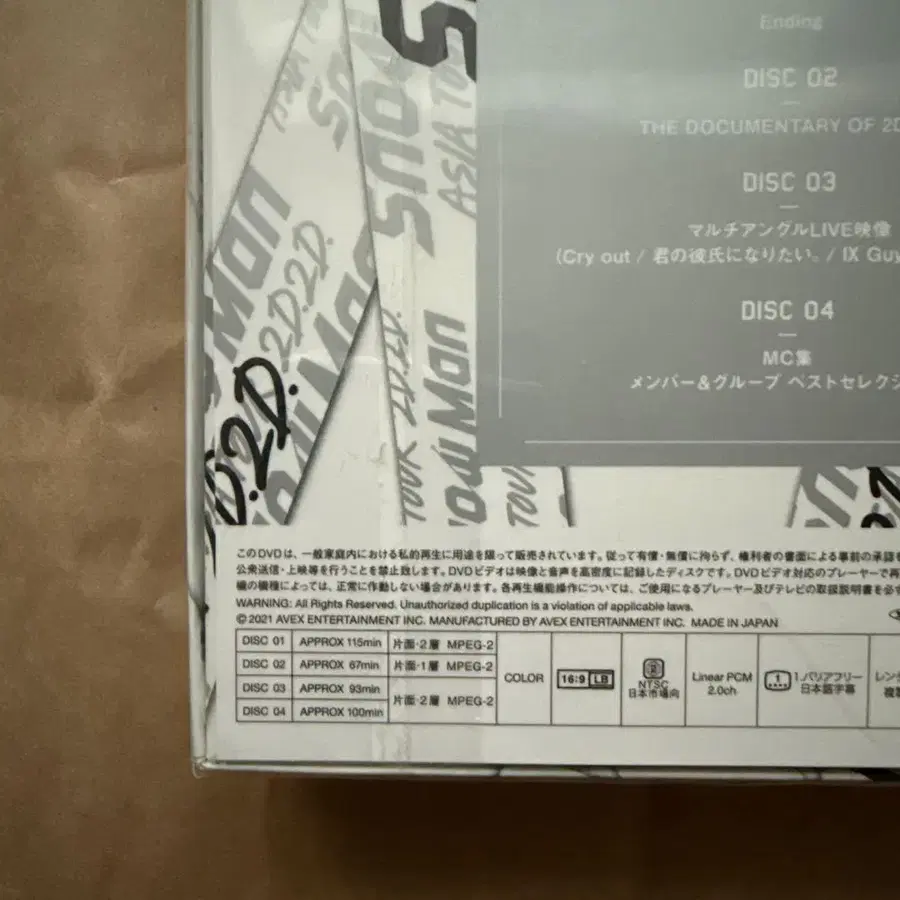 Ending
DISC 02
THE DOCUMENTARY OF 2D
DISC 03
マルチアングルLIVE映像
(Cry out / 君の彼氏になりたい。/ IX Guy
DISC 04
MC集
メンバー&グループ ベストセレクシ
Snow Man
ASIA TOUR 2D.2D.
このDVDは、一般家庭内における私的再生に用途を限って販売されています。従って有償・無償に拘らず、権利者の書面による事前の承諾を
公衆送信・上映等を行うことを禁止致します。DVDビデオは映像と音声を高密度に記録したディスクです。DVDビデオ対応のプレーヤーで再
機の機種によっては、正常に作動しない場合があります。各再生機能操作については、ご使用になるプレーヤー及びテレビの取扱説明書を必ず
WARNING: All Rights Reserved. Unauthorized duplication is a violation of applicable laws.
© 2021 AVEX ENTERTAINMENT INC. MANUFACTURED BY AVEX ENTERTAINMENT INC. MADE IN JAPAN
DISC 01 APPROX 115min 片面・2層 MPEG-2
DISC 02 APPROX 67min 片面・1層 MPEG-2
DISC 03 APPROX 93min 片面・2層 MPEG-2
DISC 04 APPROX 100min
COLOR
16:9 LB
2
NTSC
日本市場向
Linear PCM
2.0ch
1
1.バリアフリー
日本語字幕
レン
複